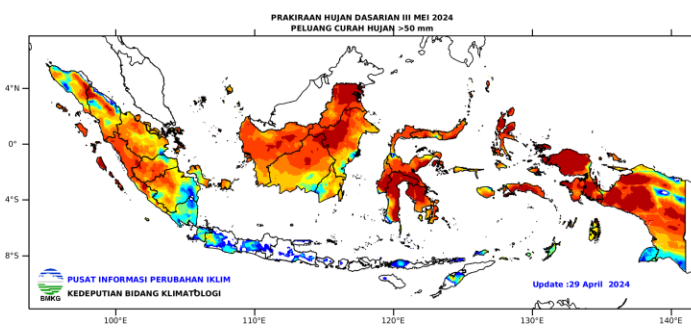 PRAKIRAAN HUJAN DASARIAN III MEI 2024
PELUANG CURAH HUJAN >50 mm
4°N
0°
4°S
8°S
PUSAT INFORMASI PERUBAHAN IKLIM
KEDEPUTIAN BIDANG KLIMATOLOGI
BMKG
Update :29 April 2024
100°E
110°E
120°E
130°E
140°E